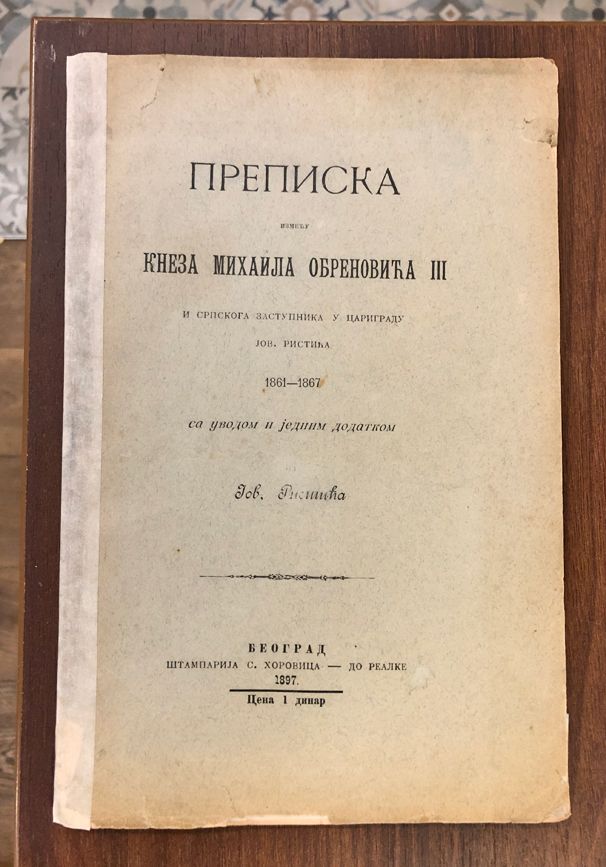 ПРЕПИСКА
ИЗМЕЂУ
КНЕЗА МИХАИЛА ОБРЕНОВИЋА III
И СРПСКОГА ЗАСТУПНИКА У ЦАРИГРАДУ
ЈОВ. РИСТИЋА
1861—1867
са уводом и једним додатком
Јов. Ристића
БЕОГРАД
ШТАМПАРИЈА С. ХОРОВИЦА — ДО РЕАЛКЕ
1897.
Цена 1 динар